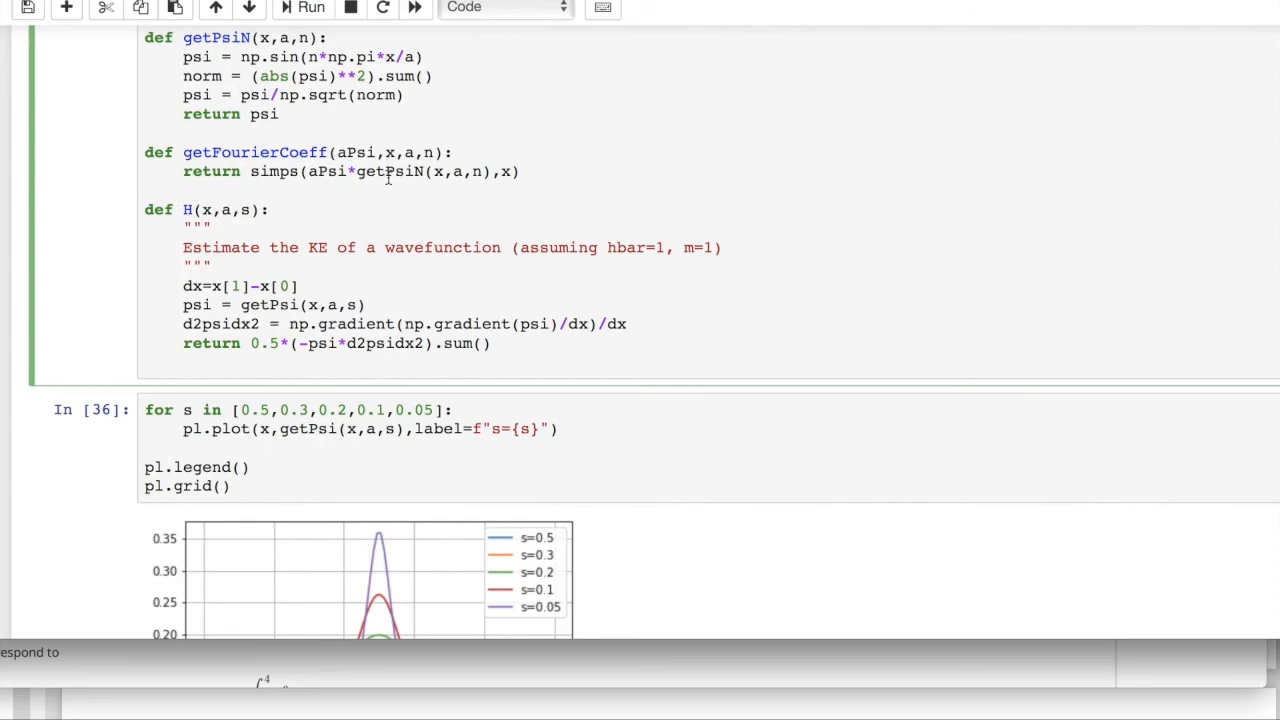 Run
Code
def getPsiN(x,a,n):
psi = np.sin(n*np.pi*x/a)
norm = (abs(psi)**2).sum()
psi = psi/np.sqrt(norm)
return psi
def getFourierCoeff(aPsi,x,a,n):
return simps(aPsi*getPsiN(x,a,n),x)
def H(x,a,s):
"""
Estimate the KE of a wavefunction (assuming hbar=1, m=1)
"""
dx=x[1]-x[0]
psi = getPsi(x,a,s)
d2psidx2 = np.gradient(np.gradient(psi)/dx)/dx
return 0.5*(-psi*d2psidx2).sum()
In [36]:
for s in [0.5,0.3,0.2,0.1,0.05]:
pl.plot(x,getPsi(x,a,s),label=f"s={s}")
pl.legend()
pl.grid()
0.35
0.30
0.25
0.20
s=0.5
s=0.3
s=0.2
s=0.1
s=0.05
espond to
4